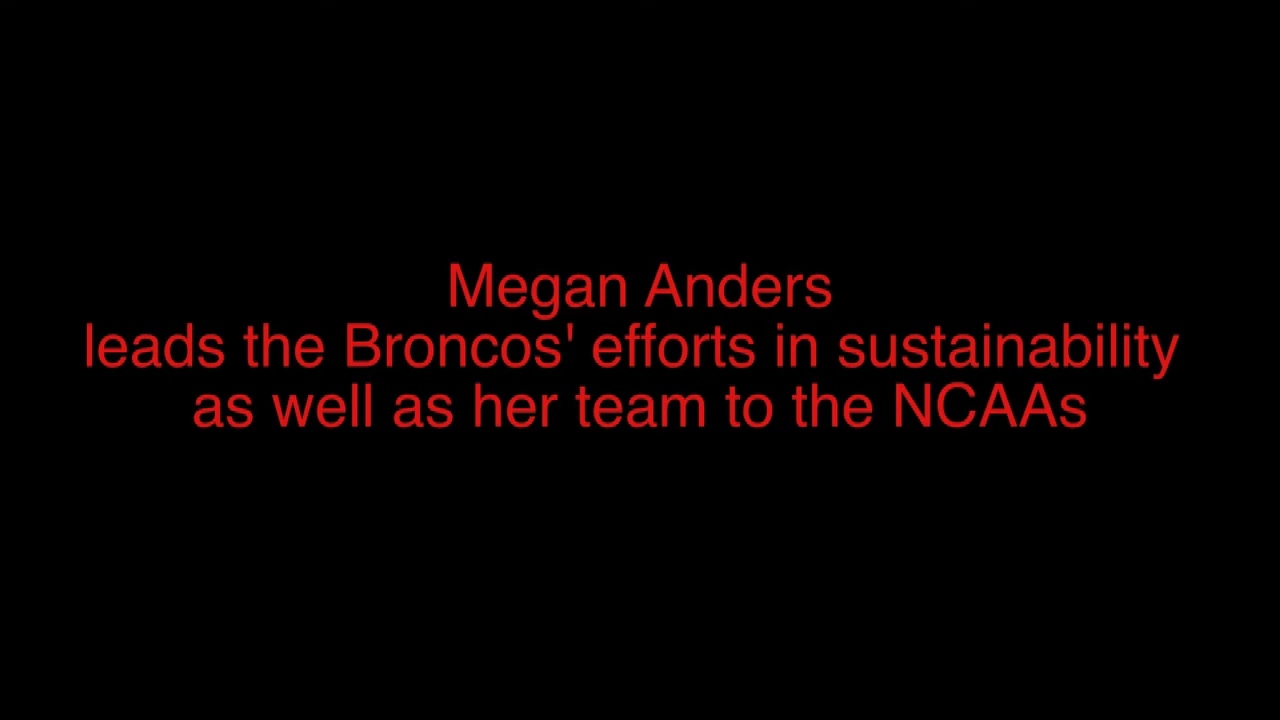 Megan Anders
leads the Broncos' efforts in sustainability
as well as her team to the NCAAs